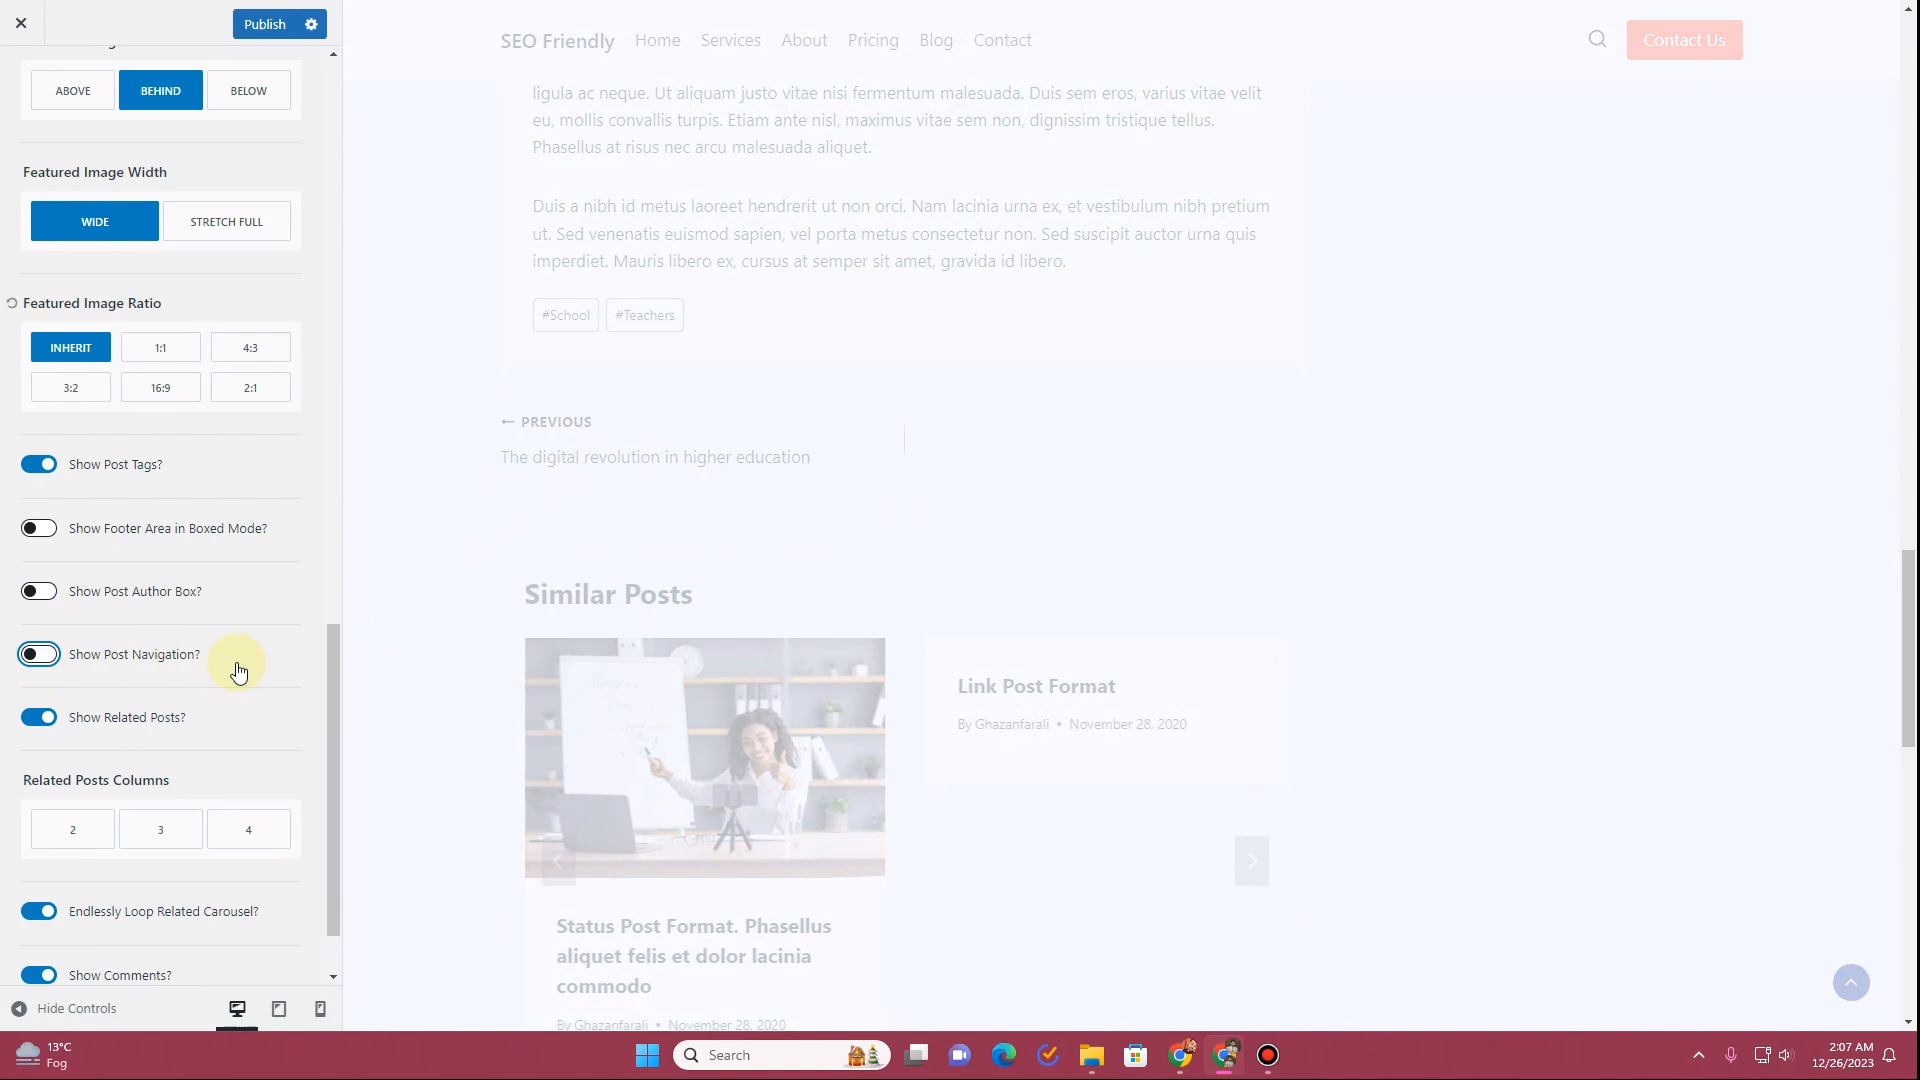 Publish
ABOVE
BEHIND
BELOW
Featured Image Width
WIDE
STRETCH FULL
Featured Image Ratio
INHERIT
1:1
4:3
3:2
16:9
2:1
Show Post Tags?
Show Footer Area in Boxed Mode?
Show Post Author Box?
Show Post Navigation?
Show Related Posts?
Related Posts Columns
2
3
4
Endlessly Loop Related Carousel?
Show Comments?
Hide Controls
SEO Friendly
Home
Services
About
Pricing
Blog
Contact
Contact Us
ligula ac neque. Ut aliquam justo vitae nisi fermentum malesuada. Duis sem eros, varius vitae velit
eu, mollis convallis turpis. Etiam ante nisl, maximus vitae sem non, dignissim tristique tellus.
Phasellus at risus nec arcu malesuada aliquet.
Duis a nibh id metus laoreet hendrerit ut non orci. Nam lacinia urna ex, et vestibulum nibh pretium
ut. Sed venenatis euismod sapien, vel porta metus consectetur non. Sed suscipit auctor urna quis
imperdiet. Mauris libero ex, cursus at semper sit amet, gravida id libero.
#School
#Teachers
← PREVIOUS
The digital revolution in higher education
Similar Posts
Status Post Format. Phasellus
aliquet felis et dolor lacinia
commodo
By Ghazanfarali • November 28, 2020
Link Post Format
By Ghazanfarali • November 28, 2020
13°C
Fog
Search
2:07 AM
12/26/2023